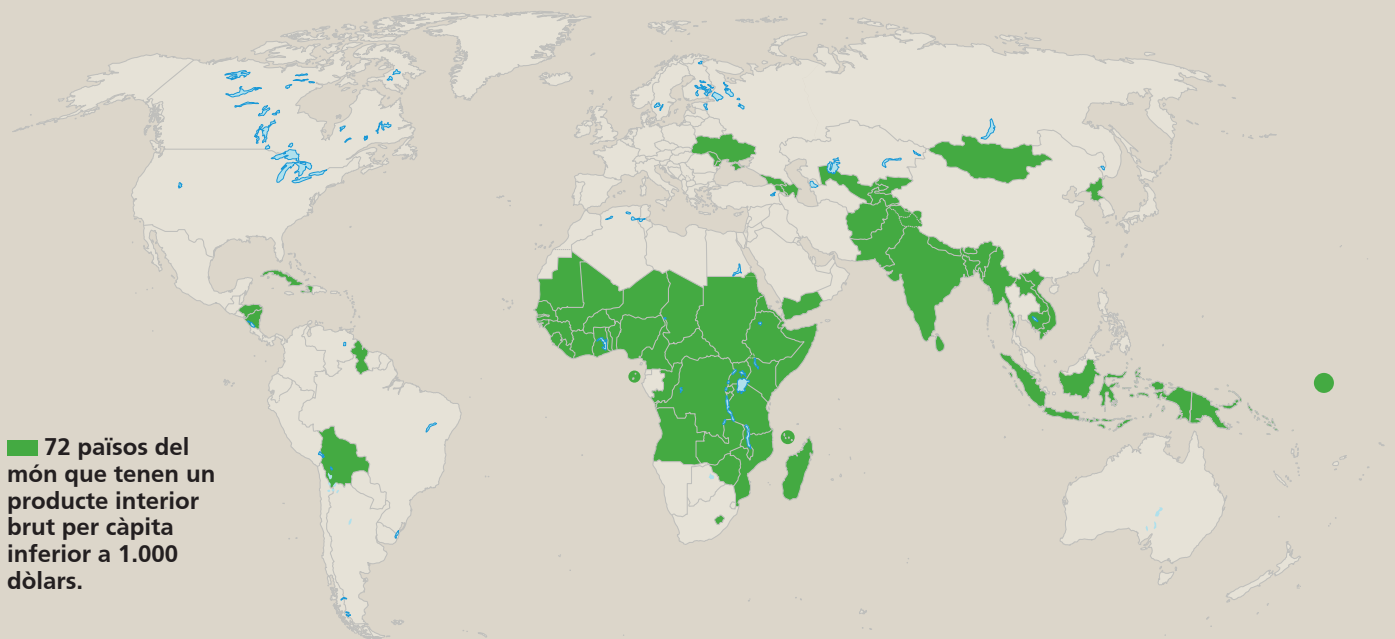 72 països del
món que tenen un
producte interior
brut per càpita
inferior a 1.000
dòlars.